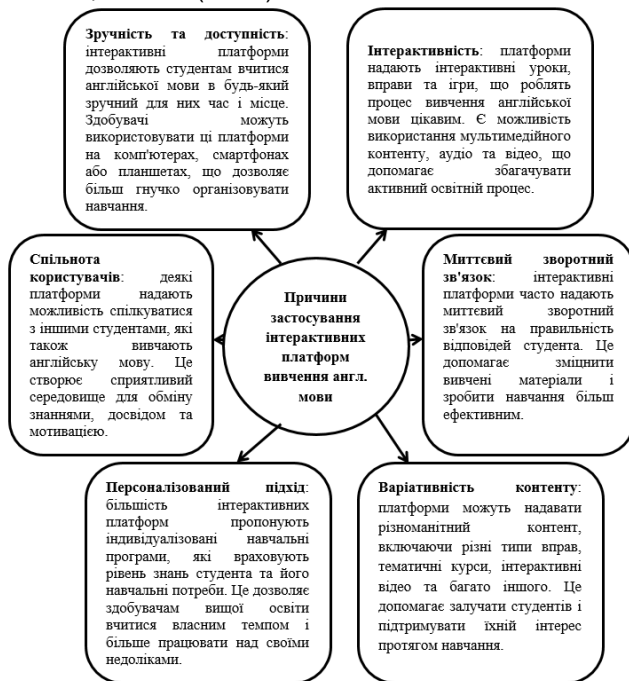 Зручність та доступність:
інтерактивні платформи
дозволяють студентам вчитися
англійської мови в будь-який
зручний для них час і місце.
Здобувачі можуть
використовувати ці платформи
на комп'ютерах, смартфонах
або планшетах, що дозволяє
більш гнучко організовувати
навчання.
Інтерактивність: платформи
надають інтерактивні уроки,
вправи та ігри, що роблять
процес вивчення англійської
мови цікавим. Є можливість
використання мультимедійного
контенту, аудіо та відео, що
допомагає збагачувати
активний освітній процес.
Спільнота
користувачів: деякі
платформи надають
можливість спілкуватися
з іншими студентами, які
також вивчають
англійську мову. Це
створює сприятливий
середовище для обміну
знаннями, досвідом та
мотивацією.
Причини
застосування
інтерактивних
платформ
вивчення англ.
мови
Миттєвий зворотний
зв'язок: інтерактивні
платформи часто надають
миттєвий зворотний
зв'язок на правильність
відповідей студента. Це
допомагає зміцнити
вивчені матеріали і
зробити навчання більш
ефективним.
Персоналізований підхід:
більшість інтерактивних
платформ пропонують
індивідуалізовані навчальні
програми, які враховують
рівень знань студента та його
навчальні потреби. Це дозволяє
здобувачам вищої освіти
вчитися власним темпом і
більше працювати над своїми
недоліками.
Варіативність контенту:
платформи можуть надавати
різноманітний контент,
включаючи різні типи вправ,
тематичні курси, інтерактивні
відео та багато іншого. Це
допомагає залучати студентів і
підтримувати їхній інтерес
протягом навчання.